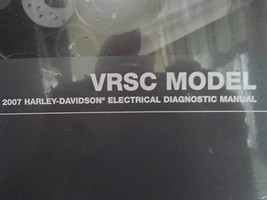 VRSC MODEL
2007 HARLEY-DAVIDSON® ELECTRICAL DIAGNOSTIC MANUAL